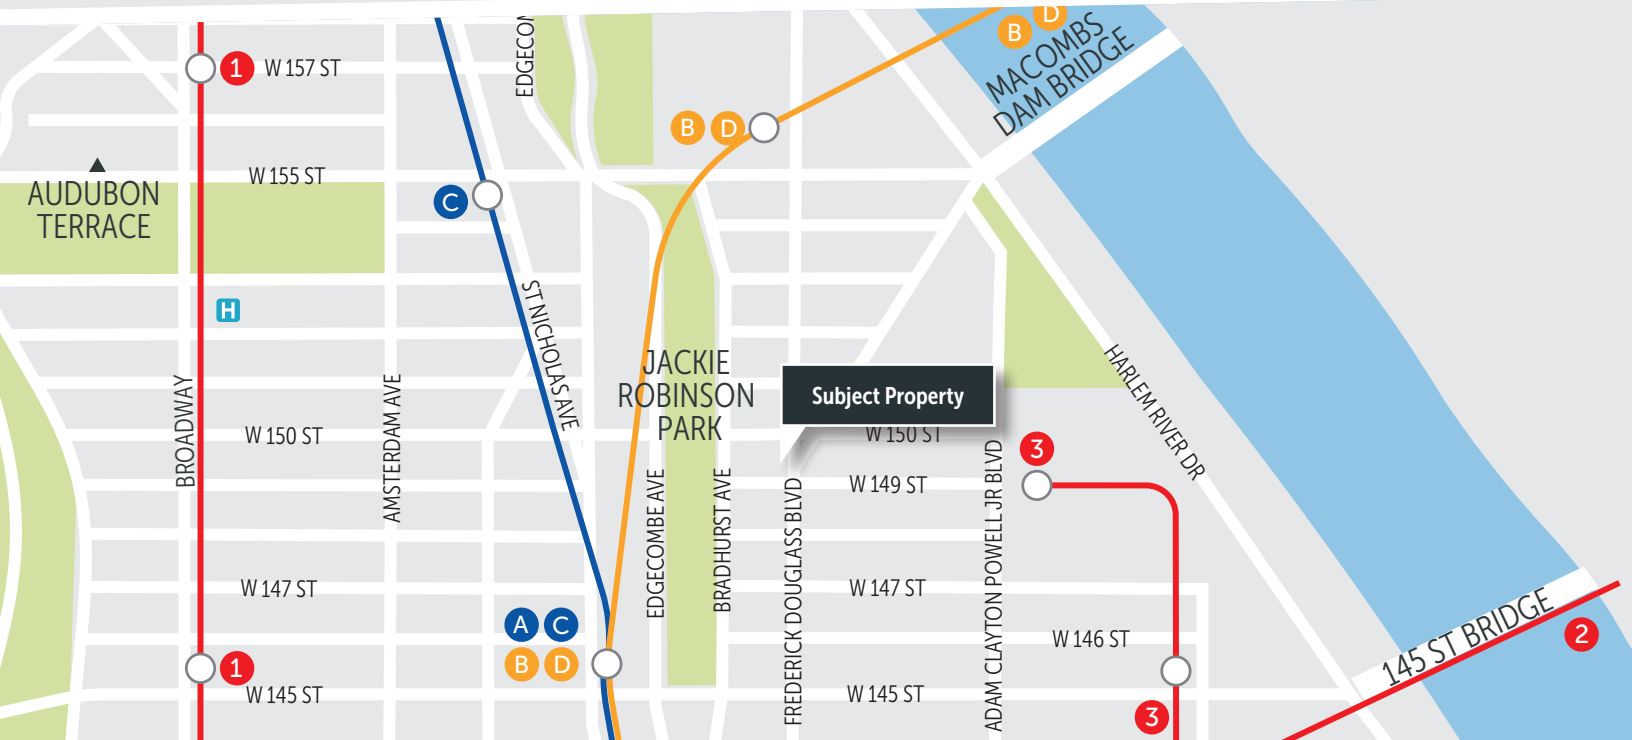 EDGECOM
B
D
MACOMBS
DAM BRIDGE
1
W 157 ST
B
D
W 155 ST
AUDUBON
TERRACE
C
H
ST NICHOLAS AVE
JACKIE
ROBINSON
PARK
Subject Property
HARLEM RIVER DR
BROADWAY
AMSTERDAM AVE
W 150 ST
W 150 ST
3
W 149 ST
EDGECOMBE AVE
BRADHURST AVE
FREDERICK DOUGLASS BLVD
ADAM CLAYTON POWELL JR BLVD
W 147 ST
W 147 ST
A
C
B
D
W 146 ST
145 ST BRIDGE
2
1
W 145 ST
W 145 ST
3